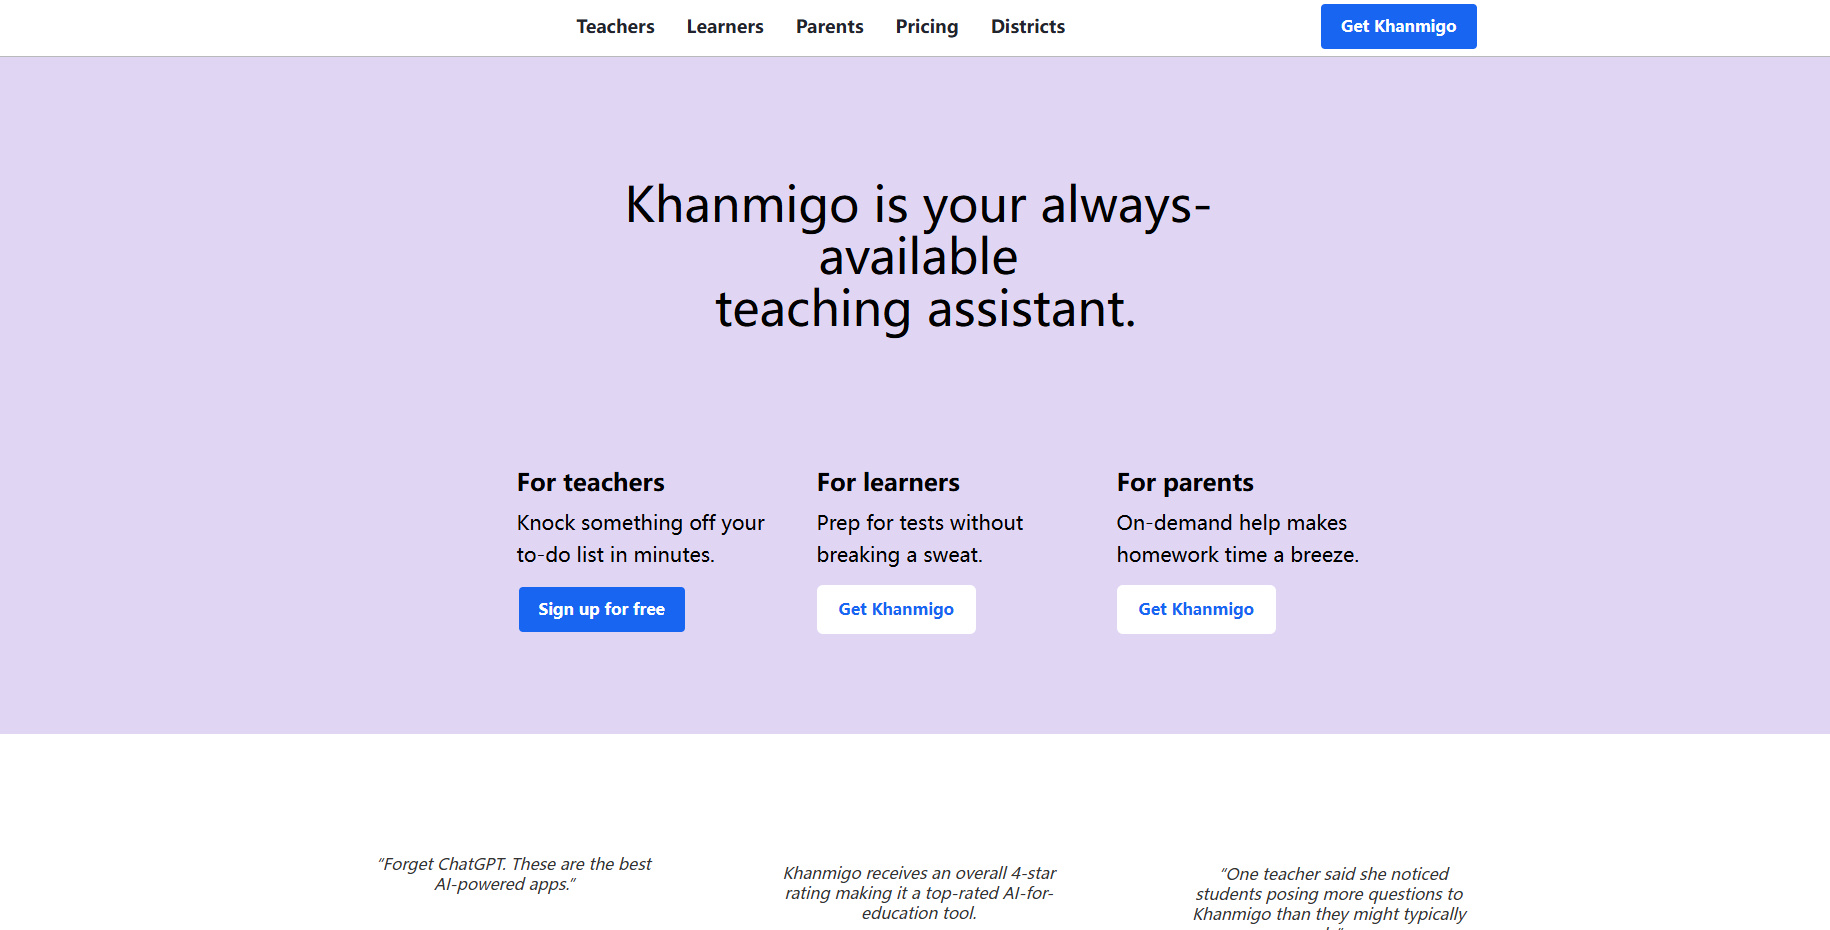 Teachers Learners Parents Pricing Districts Get Khanmigo
Khanmigo is your always-
available
teaching assistant.
For teachers
Knock something off your
to-do list in minutes.
Sign up for free
For learners
Prep for tests without
breaking a sweat.
Get Khanmigo
For parents
On-demand help makes
homework time a breeze.
Get Khanmigo
“Forget ChatGPT. These are the best
AI-powered apps.”
Khanmigo receives an overall 4-star
rating making it a top-rated AI-for-
education tool.
“One teacher said she noticed
students posing more questions to
Khanmigo than they might typically